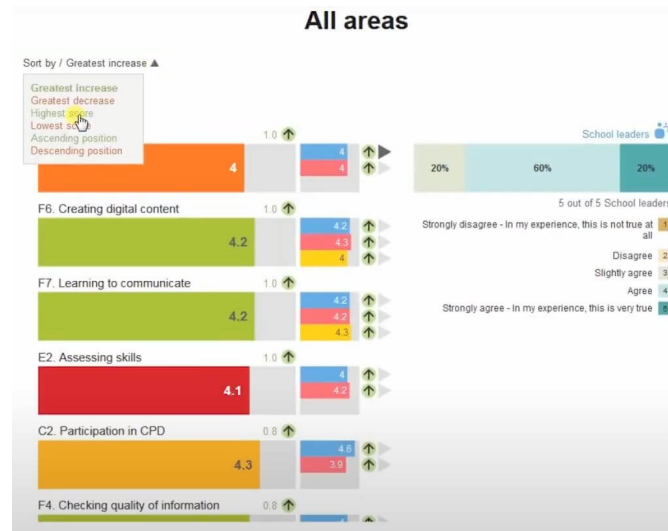 All areas
Sort by / Greatest increase ▲
Greatest Increase
Greatest decrease
Highest score
Lowest score
Ascending position
Descending position
1.0
4
4
4
F6. Creating digital content
1.0
4.2
4.2
4.3
4
F7. Learning to communicate
1.0
4.2
4.2
4.2
4.3
E2. Assessing skills
1.0
4.1
4
4.2
C2. Participation in CPD
0.8
4.3
4.6
3.9
F4. Checking quality of information
0.8
School leaders
20%
60%
20%
5 out of 5 School leaders
Strongly disagree - In my experience, this is not true at
all
1
Disagree
2
Slightly agree
3
Agree
4
Strongly agree - In my experience, this is very true
5